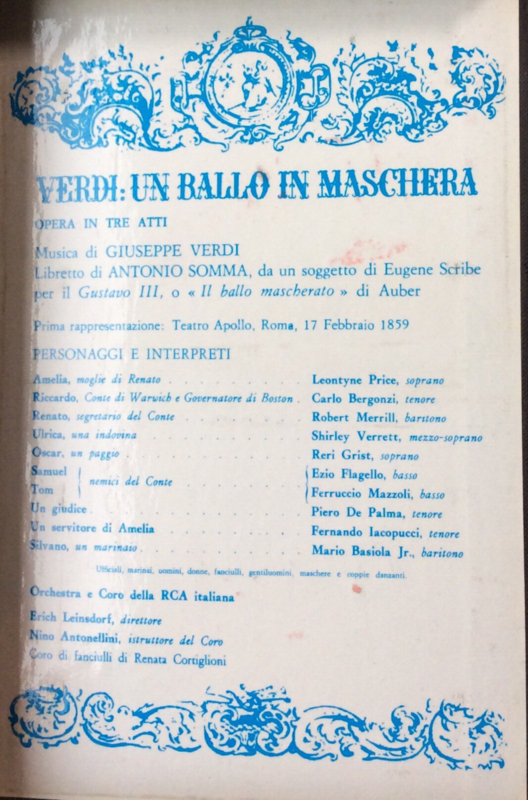 VERDI: UN BALLO IN MASCHERA
OPERA IN TRE ATTI
Musica di GIUSEPPE VERDI
Libretto di ANTONIO SOMMA, da un soggetto di Eugene Scribe
per il Gustavo III, o « Il ballo mascherato » di Auber
Prima rappresentazione: Teatro Apollo, Roma, 17 Febbraio 1859
PERSONAGGI E INTERPRETI
Amelia, moglie di Renato . . . . . . . . . . Leontyne Price, soprano
Riccardo, Conte di Warwich e Governatore di Boston . Carlo Bergonzi, tenore
Renato, segretario del Conte . . . . . . . . . Robert Merrill, baritono
Ulrica, una indovina . . . . . . . . . . Shirley Verrett, mezzo-soprano
Oscar, un paggio . . . . . . . . . . Reri Grist, soprano
Samuel Ezio Flagello, basso
nemici del Conte . . . . . . . . .
Tom Ferruccio Mazzoli, basso
Un giudice . . . . . . . . . . . Piero De Palma, tenore
Un servitore di Amelia . . . . . . . . . Fernando Iacopucci, tenore
Silvano, un marinaio . . . . . . . . . . Mario Basiola Jr., baritono
Ufficiali, marinai, uomini, donne, fanciulli, gentiluomini, maschere e coppie danzanti.
Orchestra e Coro della RCA italiana
Erich Leinsdorf, direttore
Nino Antonellini, istruttore del Coro
Coro di fanciulli di Renata Cortiglioni